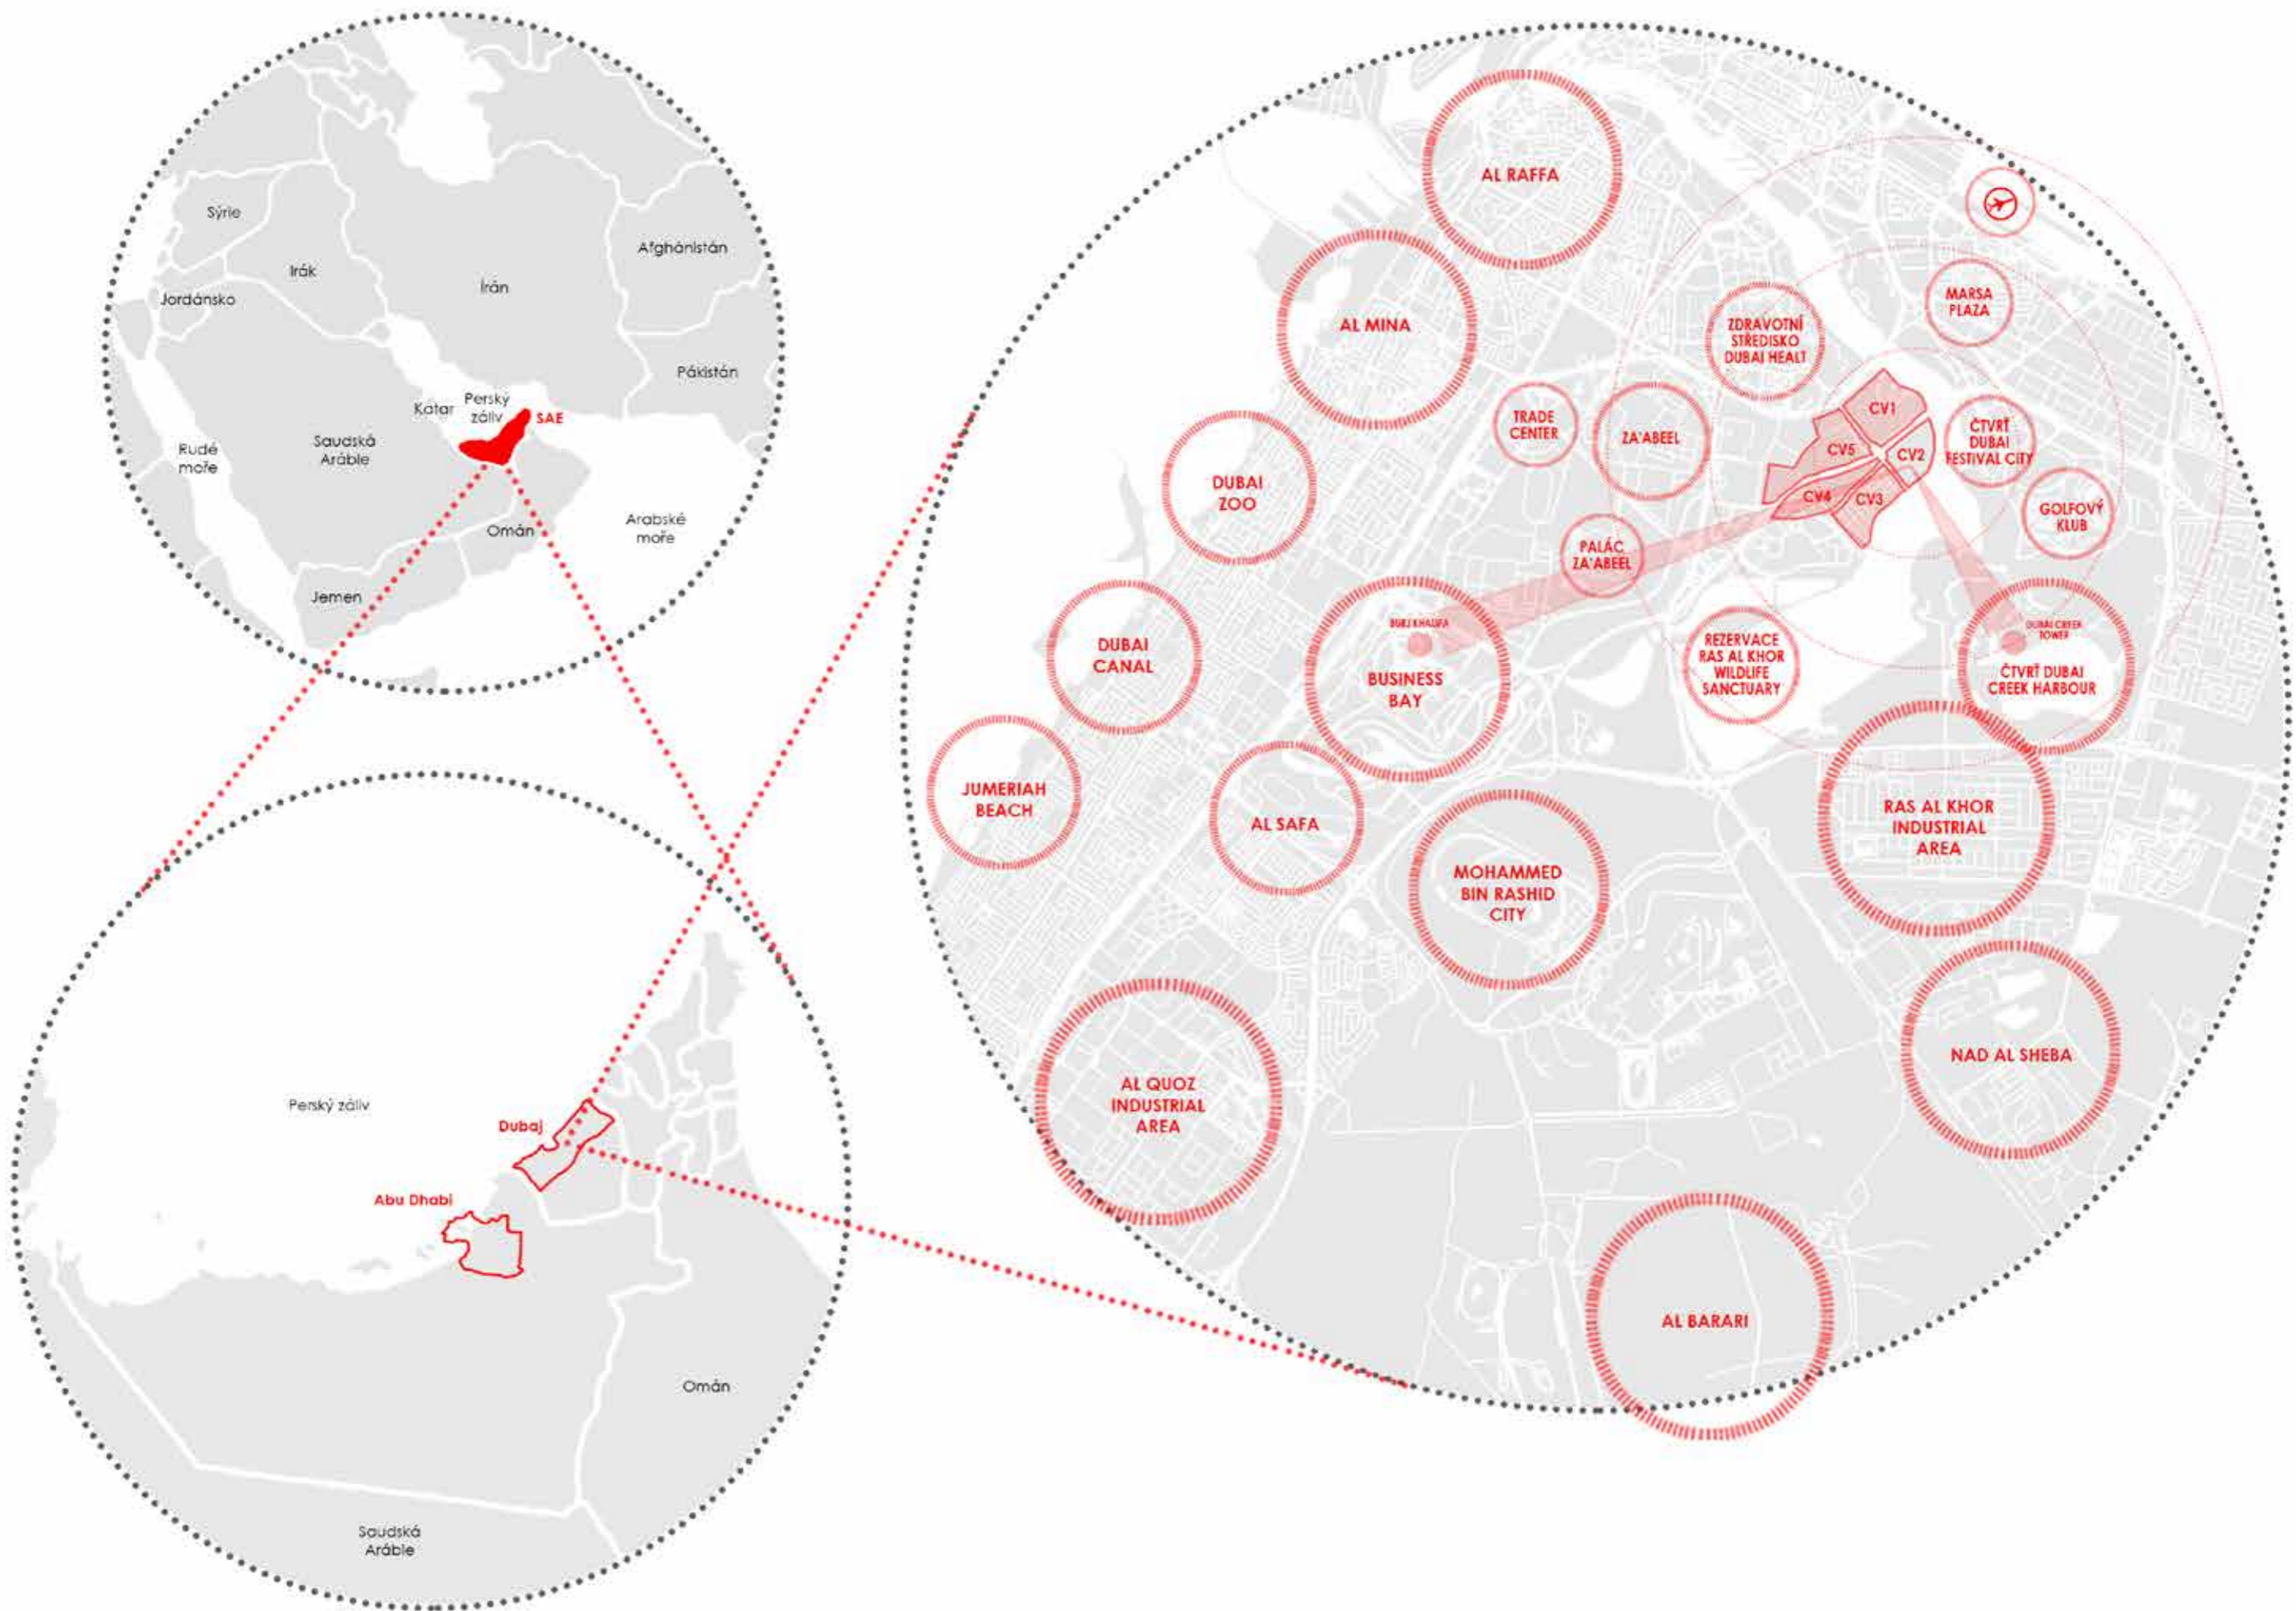 Sýrie
Irák
Írán
Afghánistán
Jordánsko
Pákistán
Katar
Perský
záliv
SAE
Rudé
moře
Saudská
Arábie
Omán
Arabské
moře
Jemen
Perský záliv
Dubaj
Abu Dhabi
Omán
Saudská
Arábie
AL RAFFA
AL MINA
MARSA
PLAZA
ZDRAVOTNÍ
STŘEDISKO
DUBAI HEALT
TRADE
CENTER
ZA'ABEEL
CV1
CV5
CV2
CV4
CV3
ČTVRŤ
DUBAI
FESTIVAL CITY
DUBAI
ZOO
GOLFOVÝ
KLUB
PALÁC
ZA'ABEEL
BURJ KHALIFA
DUBAI CREEK
TOWER
DUBAI
CANAL
BUSINESS
BAY
REZERVACE
RAS AL KHOR
WILDLIFE
SANCTUARY
ČTVRŤ DUBAI
CREEK HARBOUR
JUMERIAH
BEACH
AL SAFA
RAS AL KHOR
INDUSTRIAL
AREA
MOHAMMED
BIN RASHID
CITY
NAD AL SHEBA
AL QUOZ
INDUSTRIAL
AREA
AL BARARI